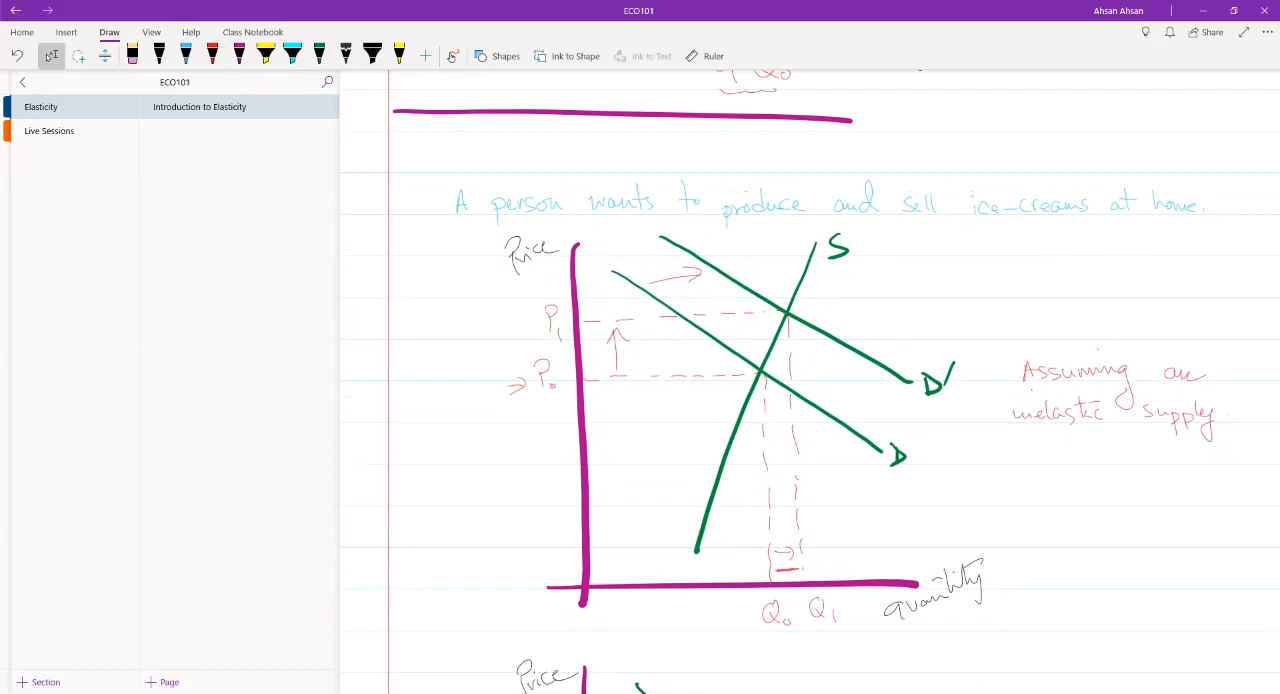 ECO101
Ahsan Ahsan
Home Insert Draw View Help Class Notebook
Share
Shapes Ink to Shape Ink to Text Ruler
ECO101
Elasticity
Introduction to Elasticity
Live Sessions
Q₀
A person wants to produce and sell ice-creams at home.
Price
S
P₁
P₀
D'
Assuming an
inelastic supply
D
Q₀ Q₁
quantity
Price
+ Section
+ Page